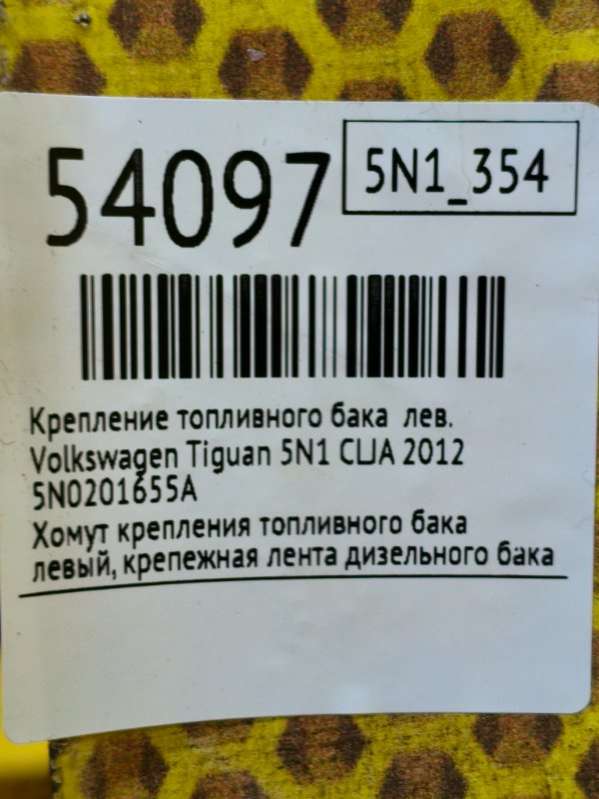 54097
5N1_354
Крепление топливного бака лев.
Volkswagen Tiguan 5N1 CLJA 2012
5N0201655A
Хомут крепления топливного бака
левый, крепежная лента дизельного бака